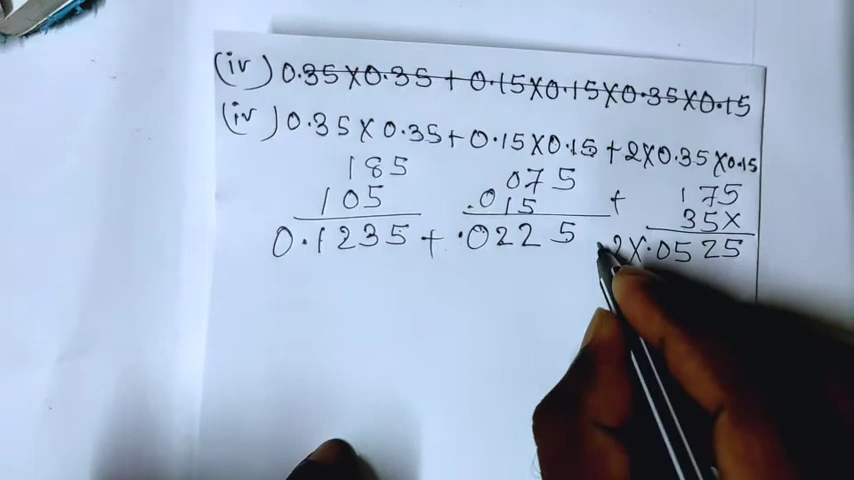 (iv) 0.35X0.35 + 0.15X0.15X0.35X0.15
(iv) 0.35X0.35+0.15X0.15+2X0.35X0.15
185 075 + 175
105 .015 35X
0.1235 + .0225 2X.0525